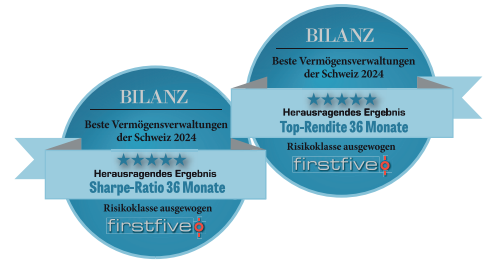 BILANZ
Beste Vermögensverwaltungen
der Schweiz 2024
Herausragendes Ergebnis
Sharpe-Ratio 36 Monate
Risikoklasse ausgewogen
firstfive
BILANZ
Beste Vermögensverwaltungen
der Schweiz 2024
Herausragendes Ergebnis
Top-Rendite 36 Monate
Risikoklasse ausgewogen
firstfive